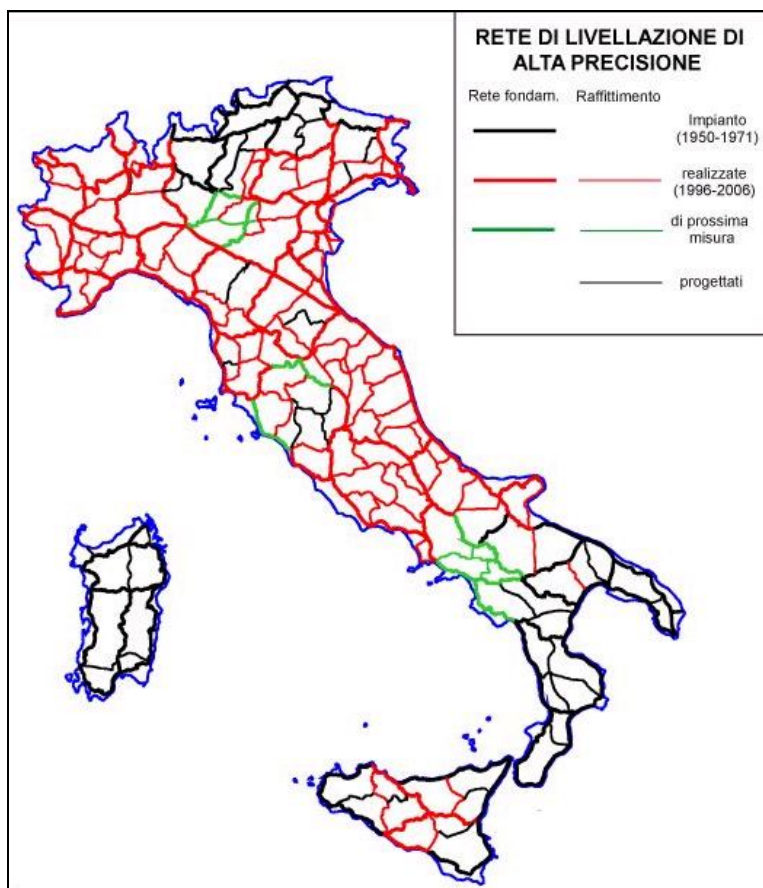 RETE DI LIVELLAZIONE DI
ALTA PRECISIONE
Rete fondam. Raffittimento
Impianto
(1950-1971)
realizzate
(1996-2006)
di prossima
misura
progettati